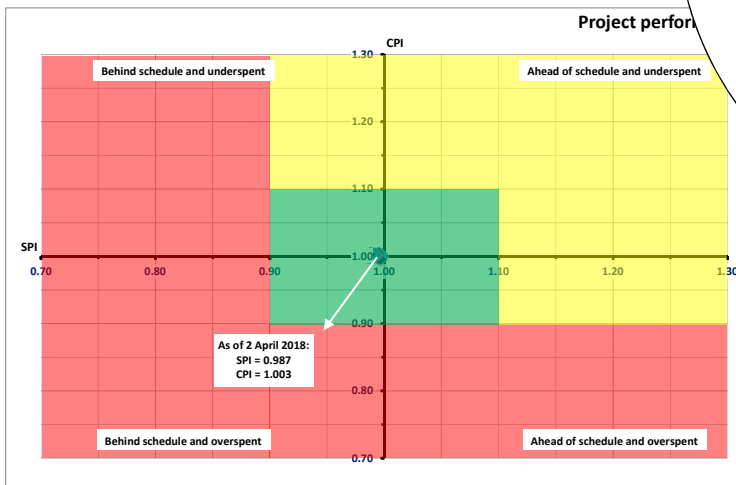 Project
CPI
1.30
Behind schedule and underspent
Ahead of schedule and underspent
1.20
1.10
SPI
1.00
0.70
0.80
0.90
1.00
1.10
1.20
1.30
0.90
As of 2 April 2018:
SPI = 0.987
CPI = 1.003
0.80
Behind schedule and overspent
Ahead of schedule and overspent
0.70